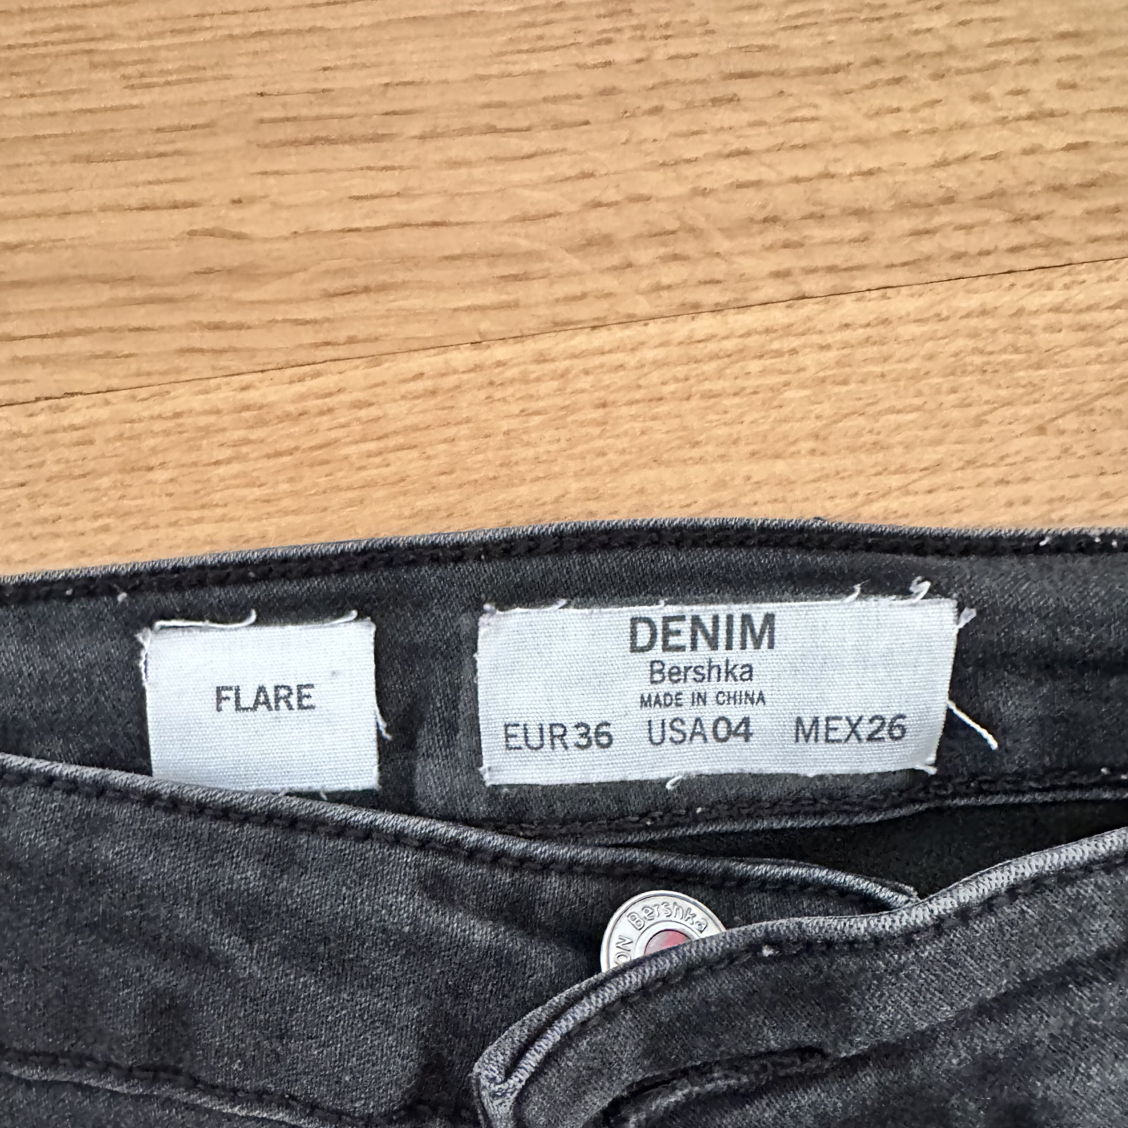 FLARE
DENIM
Bershka
MADE IN CHINA
EUR36 USA04 MEX26
Bershka